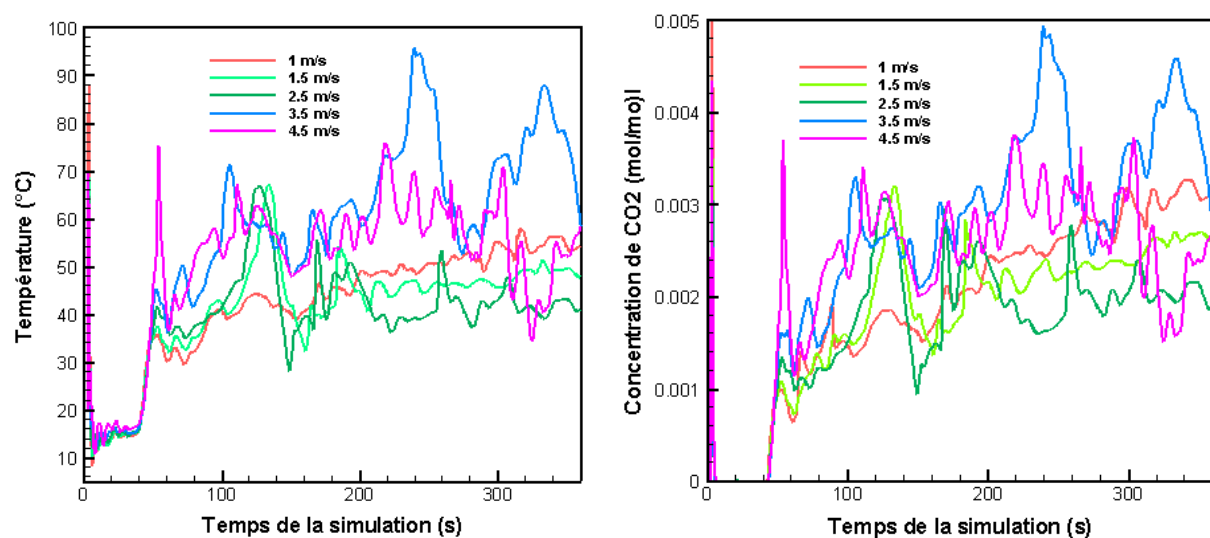 100
90
80
70
60
50
40
30
20
10
0
100
200
300
Température (°C)
Temps de la simulation (s)
1 m/s
1.5 m/s
2.5 m/s
3.5 m/s
4.5 m/s
0.005
0.004
0.003
0.002
0.001
0
0
100
200
300
Concentration de CO2 (mol/mo)l
Temps de la simulation (s)
1 m/s
1.5 m/s
2.5 m/s
3.5 m/s
4.5 m/s